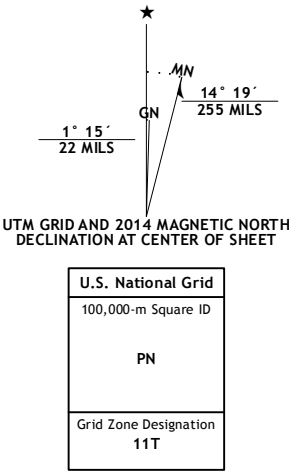 ★
MN
GN
14° 19´
255 MILS
1° 15´
22 MILS
UTM GRID AND 2014 MAGNETIC NORTH
DECLINATION AT CENTER OF SHEET
U.S. National Grid
100,000-m Square ID
PN
Grid Zone Designation
11T